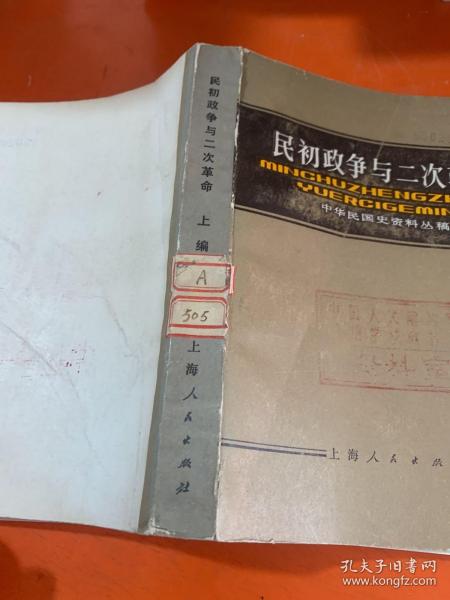 民初政争与二次革命 上编
A
505
上海人民出版社
民初政争与二次
MINCHUZHENGZH
YUERCIGEMIN
中华民国史资料丛稿
上海人民出版
孔夫子旧书网
www.kongfz.com